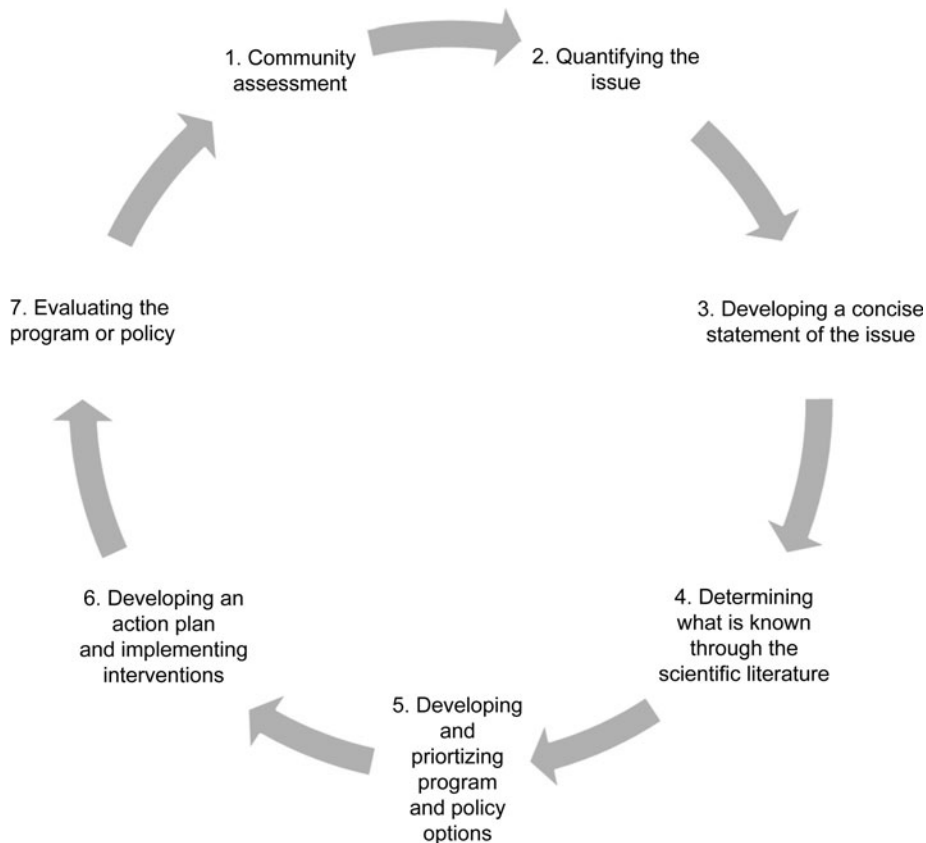 1. Community
assessment
2. Quantifying the
issue
3. Developing a concise
statement of the issue
4. Determining
what is known
through the
scientific literature
5. Developing
and
priortizing
program
and policy
options
6. Developing an
action plan
and implementing
interventions
7. Evaluating the
program or policy